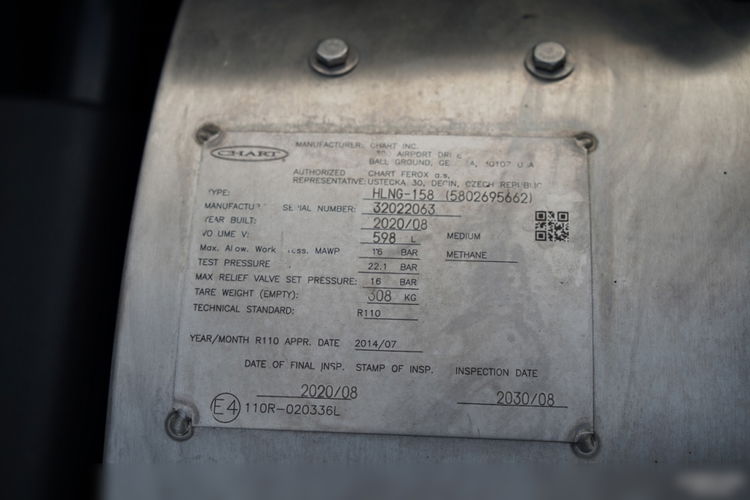 CHART
MANUFACTURER: CHART INC.
AIRPORT
BALL GROUND,
AUTHORIZED REPRESENTATIVE: CHART FEROX a.s,
USTECKA 30, DECIN, CZECH REPUBLIC
TYPE: HLNG-158 (5802695662)
SERIAL NUMBER: 32022063
YEAR BUILT: 2020/08
VOLUME V: 598 L MEDIUM
Max. Allow. Work MAWP 16 BAR METHANE
TEST PRESSURE 22.1 BAR
MAX RELIEF VALVE SET PRESSURE: 16 BAR
TARE WEIGHT (EMPTY): 308 KG
TECHNICAL STANDARD: R110
YEAR/MONTH R110 APPR. DATE 2014/07
DATE OF FINAL INSP. STAMP OF INSP. INSPECTION DATE
2020/08 2030/08
E4 110R-020336L